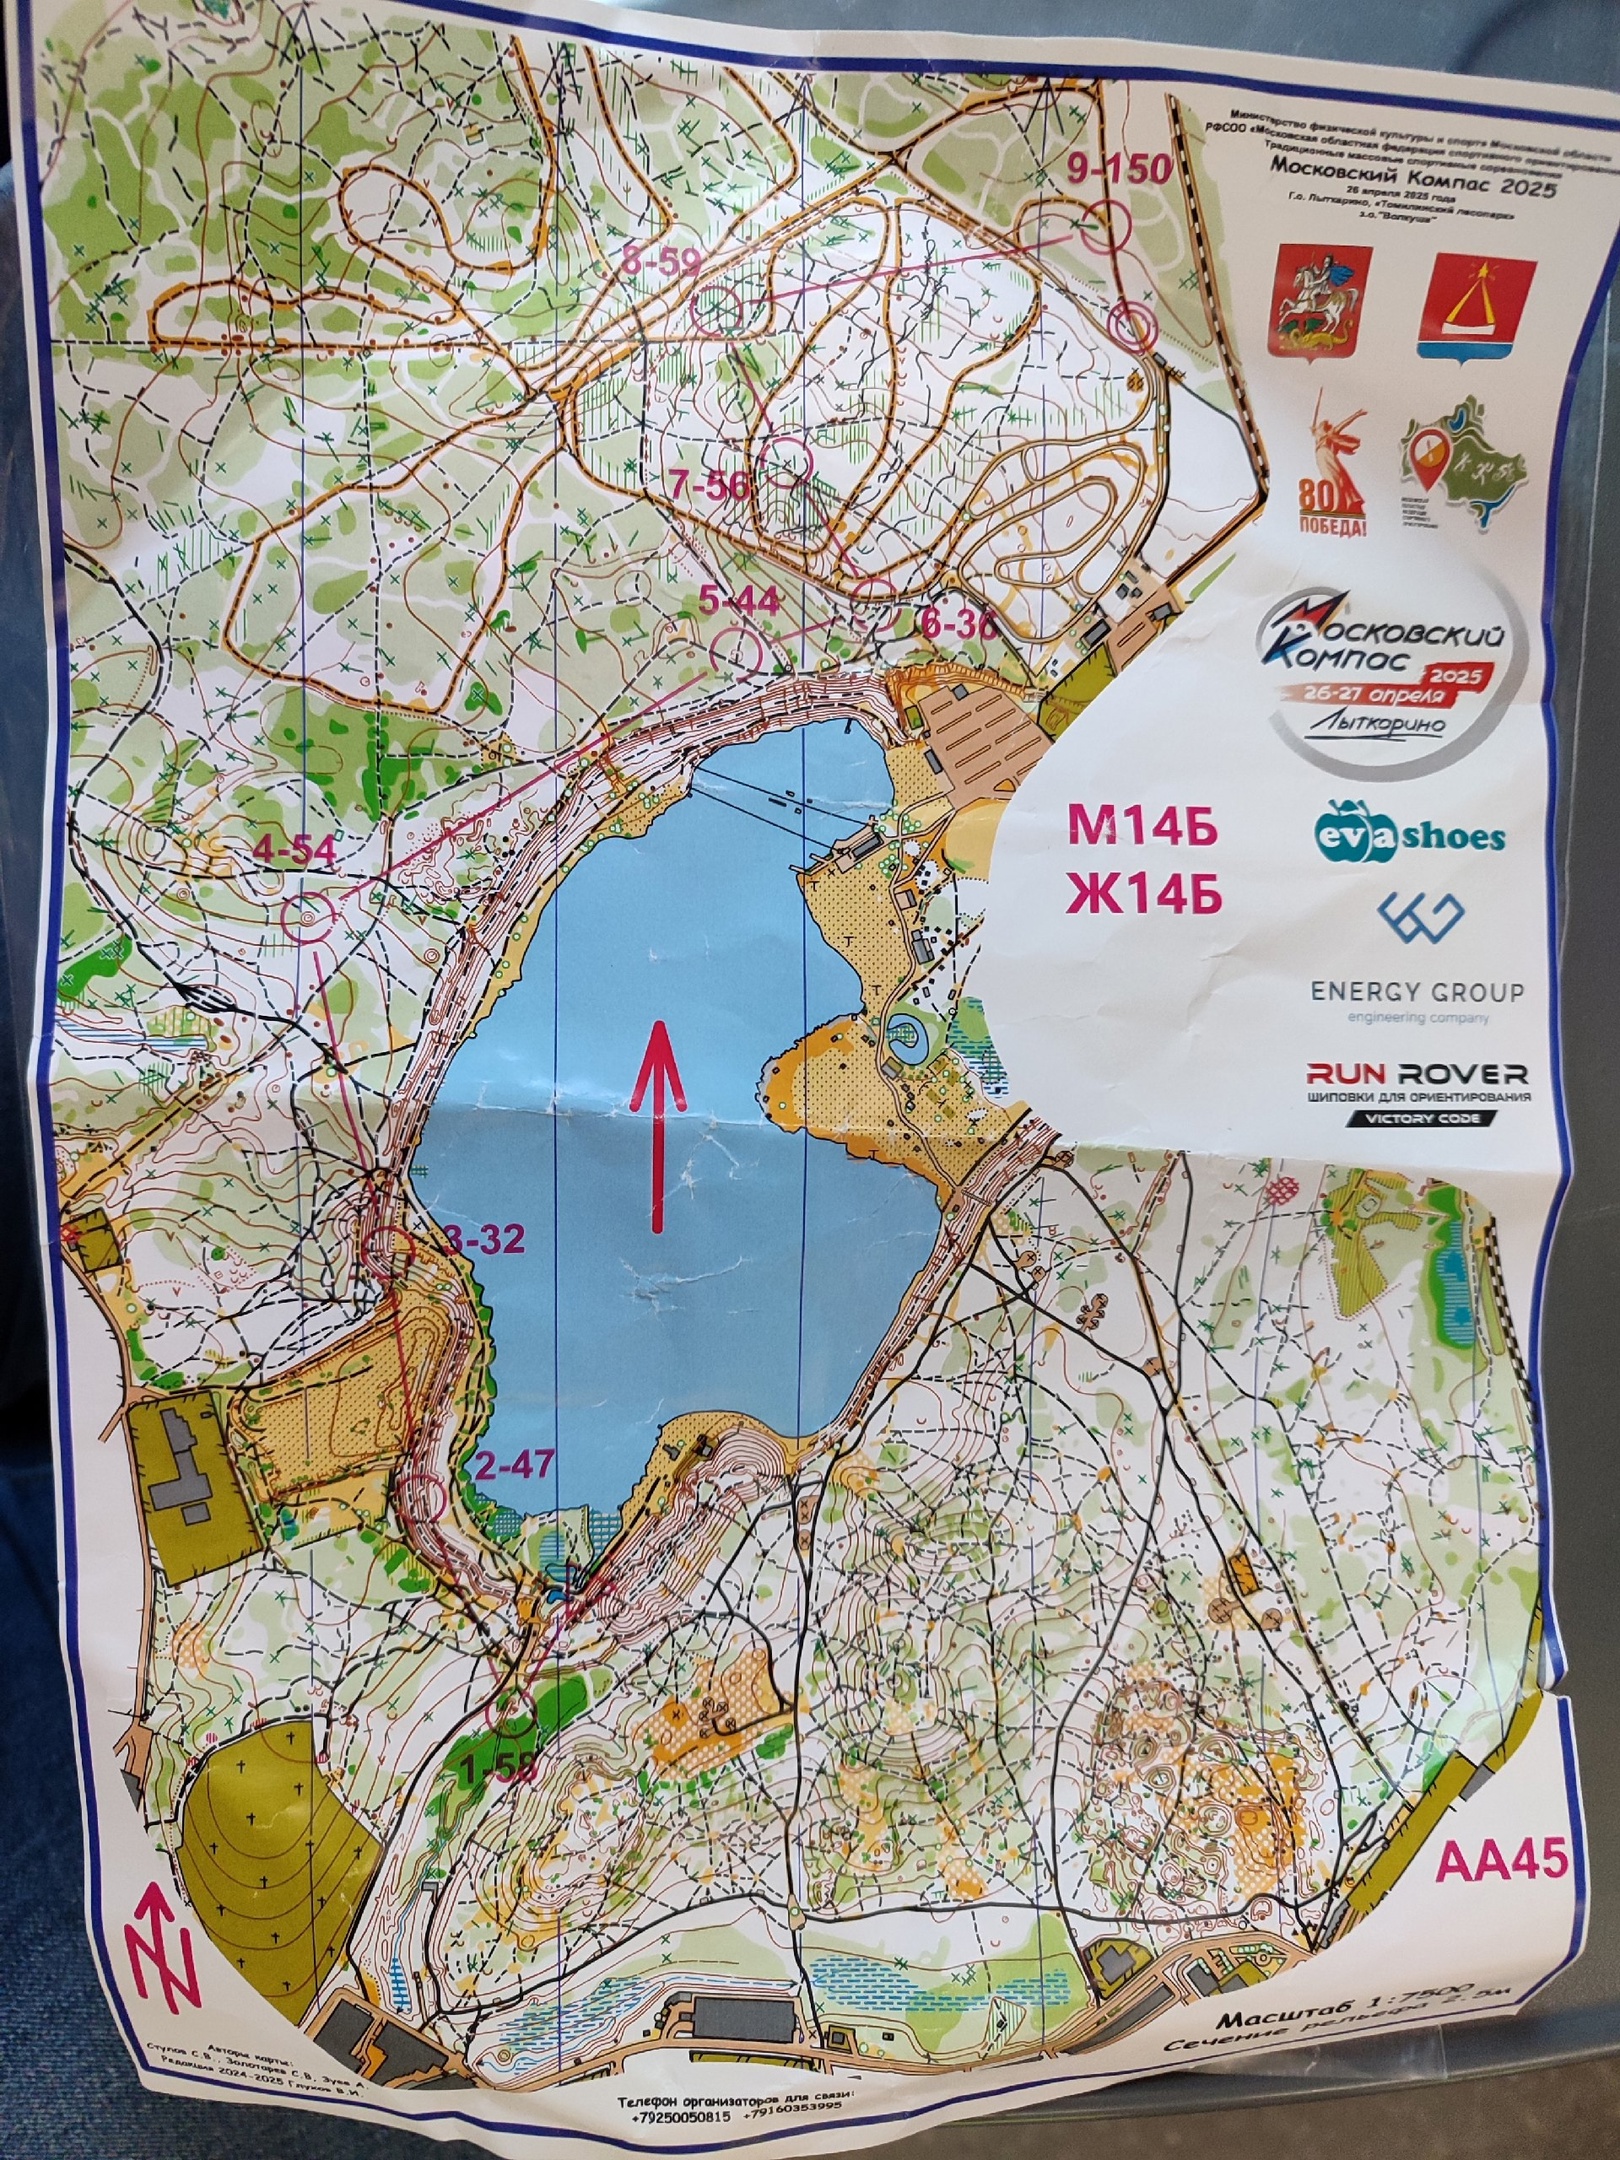 Министерство физической культуры и спорта Московской области
РФСОО «Московская областная федерация спортивного ориентирования
Традиционные массовые спортивные соревнования
Московский Компас 2025
26 апреля 2025 года
Г.о. Лыткарино, «Томилинский лесопарк»
з.о. "Волкуша"
9-150
8-59
7-56
5-44
6-36
4-54
3-32
2-47
1-58
80
ПОБЕДА!
Московский
Компас 2025
26-27 апреля
Лыткарино
М14Б
Ж14Б
eva shoes
ENERGY GROUP
engineering company
RUN ROVER
ШИПОВКИ ДЛЯ ОРИЕНТИРОВАНИЯ
VICTORY CODE
АА45
Масштаб 1:7500
Сечение рельефа 2.5м
N
Авторы карты:
Ступов С.В., Золотарев С.В, Зуев А.
Редакция 2024-2025 Глухов В.И.
Телефон организаторов для связи:
+79250050815 +79160353995